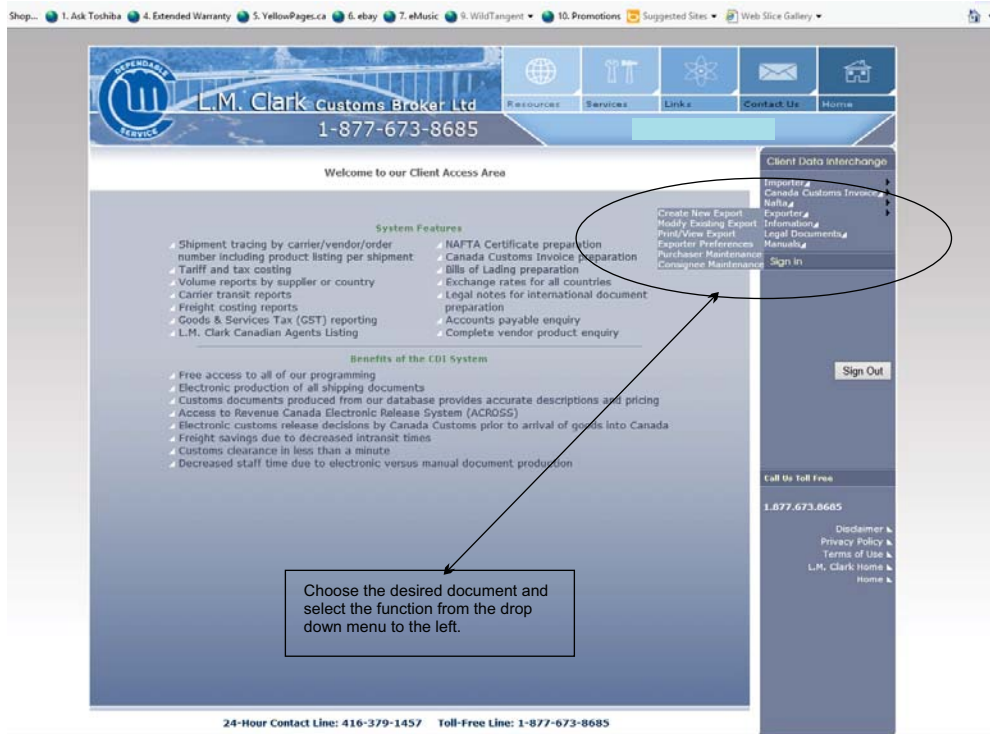 Shop... 1. Ask Toshiba 4. Extended Warranty 5. YellowPages.ca 6. ebay 7. eMusic 9. WildTangent 10. Promotions Suggested Sites Web Slice Gallery
DEPENDABLE
SERVICE
L.M. Clark Customs Broker Ltd
1-877-673-8685
Resources Services Links Contact Us Home
Welcome to our Client Access Area
Client Data Interchange
Importer
Canada Customs Invoice
Nafta
Exporter
Infomation
Legal Documents
Manuals
Sign In
Create New Export
Modify Existing Export
Print/View Export
Exporter Preferences
Purchaser Maintenance
Consignee Maintenance
System Features
Shipment tracing by carrier/vendor/order
number including product listing per shipment
Tariff and tax costing
Volume reports by supplier or country
Carrier transit reports
Freight costing reports
Goods & Services Tax (GST) reporting
L.M. Clark Canadian Agents Listing
NAFTA Certificate preparation
Canada Customs Invoice preparation
Bills of Lading preparation
Exchange rates for all countries
Legal notes for international document
preparation
Accounts payable enquiry
Complete vendor product enquiry
Benefits of the CDI System
Free access to all of our programming
Electronic production of all shipping documents
Customs documents produced from our database provides accurate descriptions and pricing
Access to Revenue Canada Electronic Release System (ACROSS)
Electronic customs release decisions by Canada Customs prior to arrival of goods into Canada
Freight savings due to decreased intransit times
Customs clearance in less than a minute
Decreased staff time due to electronic versus manual document production
Sign Out
Call Us Toll Free
1.877.673.8685
Disclaimer
Privacy Policy
Terms of Use
L.M. Clark Home
Home
Choose the desired document and
select the function from the drop
down menu to the left.
24-Hour Contact Line: 416-379-1457 Toll-Free Line: 1-877-673-8685